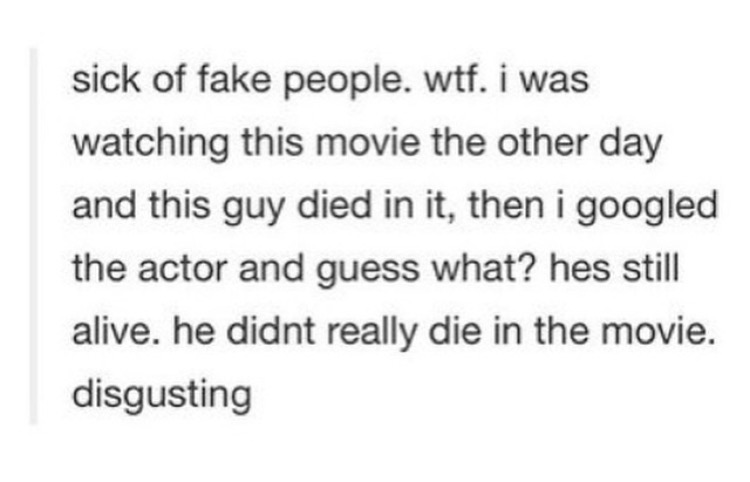 sick of fake people. wtf. i was
watching this movie the other day
and this guy died in it, then i googled
the actor and guess what? hes still
alive. he didnt really die in the movie.
disgusting